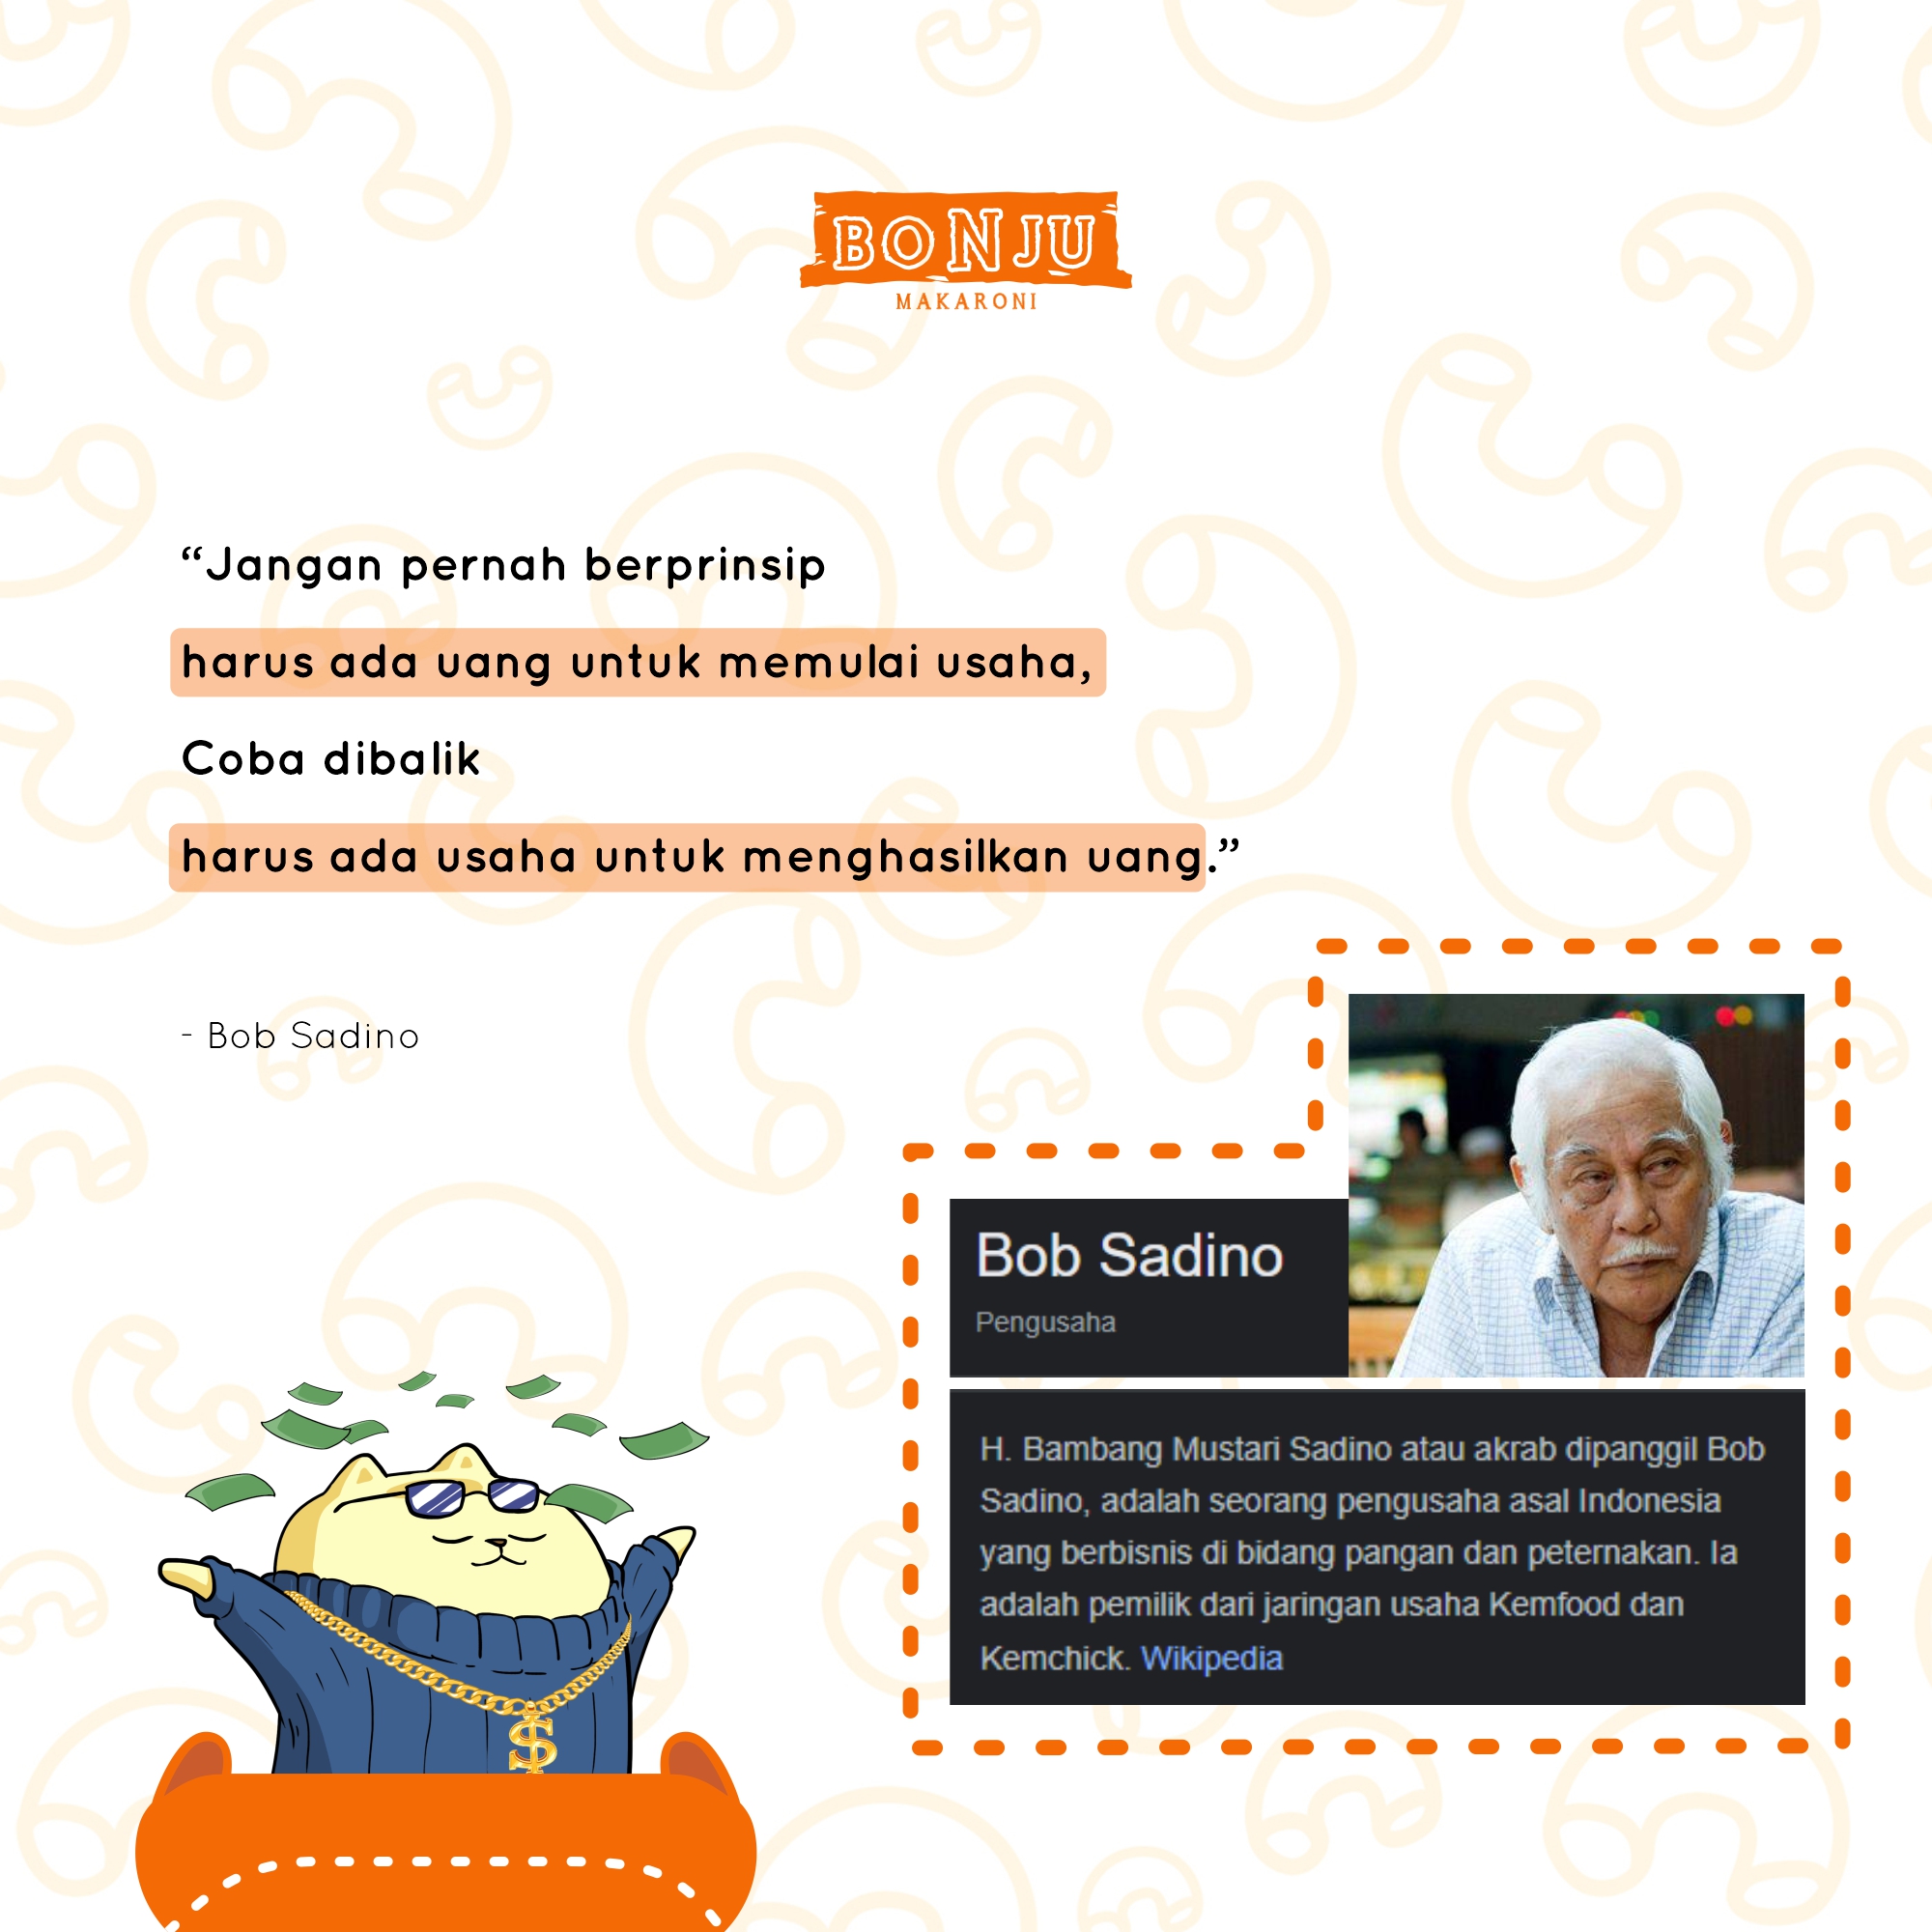 BONJU
MAKARONI
“Jangan pernah berprinsip
harus ada uang untuk memulai usaha,
Coba dibalik
harus ada usaha untuk menghasilkan uang.”
- Bob Sadino
Bob Sadino
Pengusaha
H. Bambang Mustari Sadino atau akrab dipanggil Bob
Sadino, adalah seorang pengusaha asal Indonesia
yang berbisnis di bidang pangan dan peternakan. Ia
adalah pemilik dari jaringan usaha Kemfood dan
Kemchick. Wikipedia
$